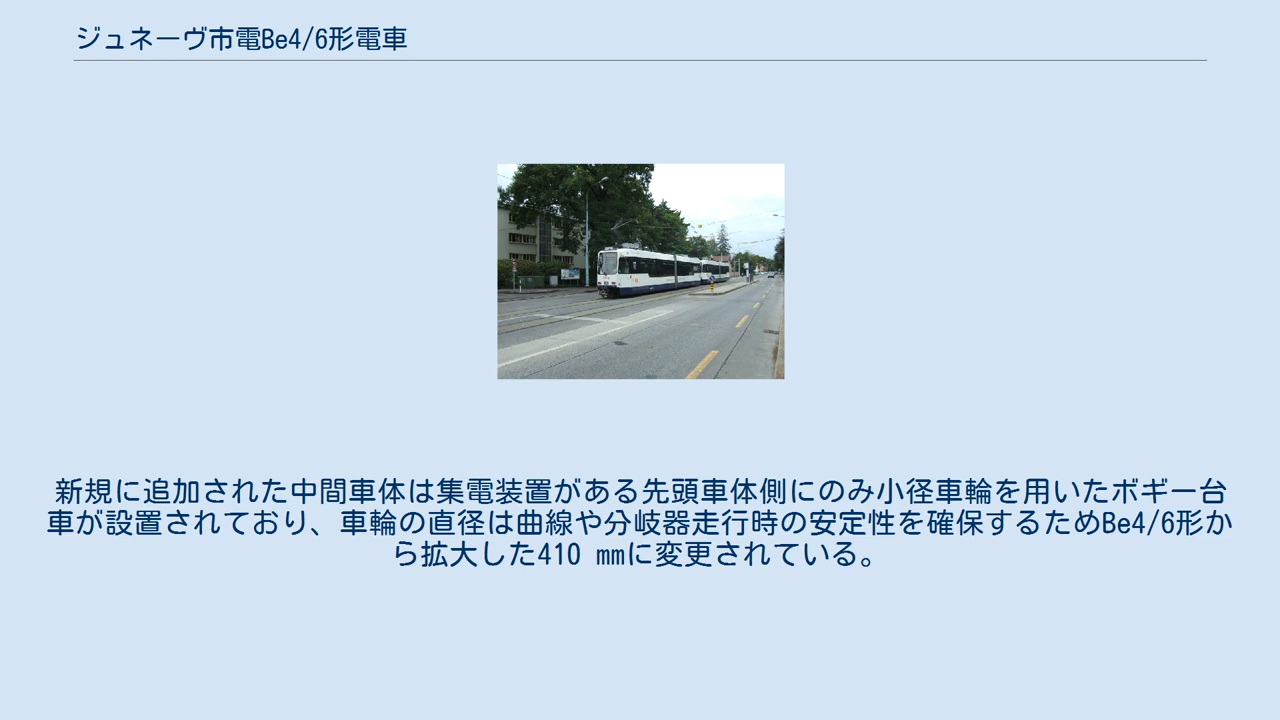 ジュネーヴ市電Be4/6形電車
新規に追加された中間車体は集電装置がある先頭車体側にのみ小径車輪を用いたボギー台
車が設置されており、車輪の直径は曲線や分岐器走行時の安定性を確保するためBe4/6形か
ら拡大した410 mmに変更されている。